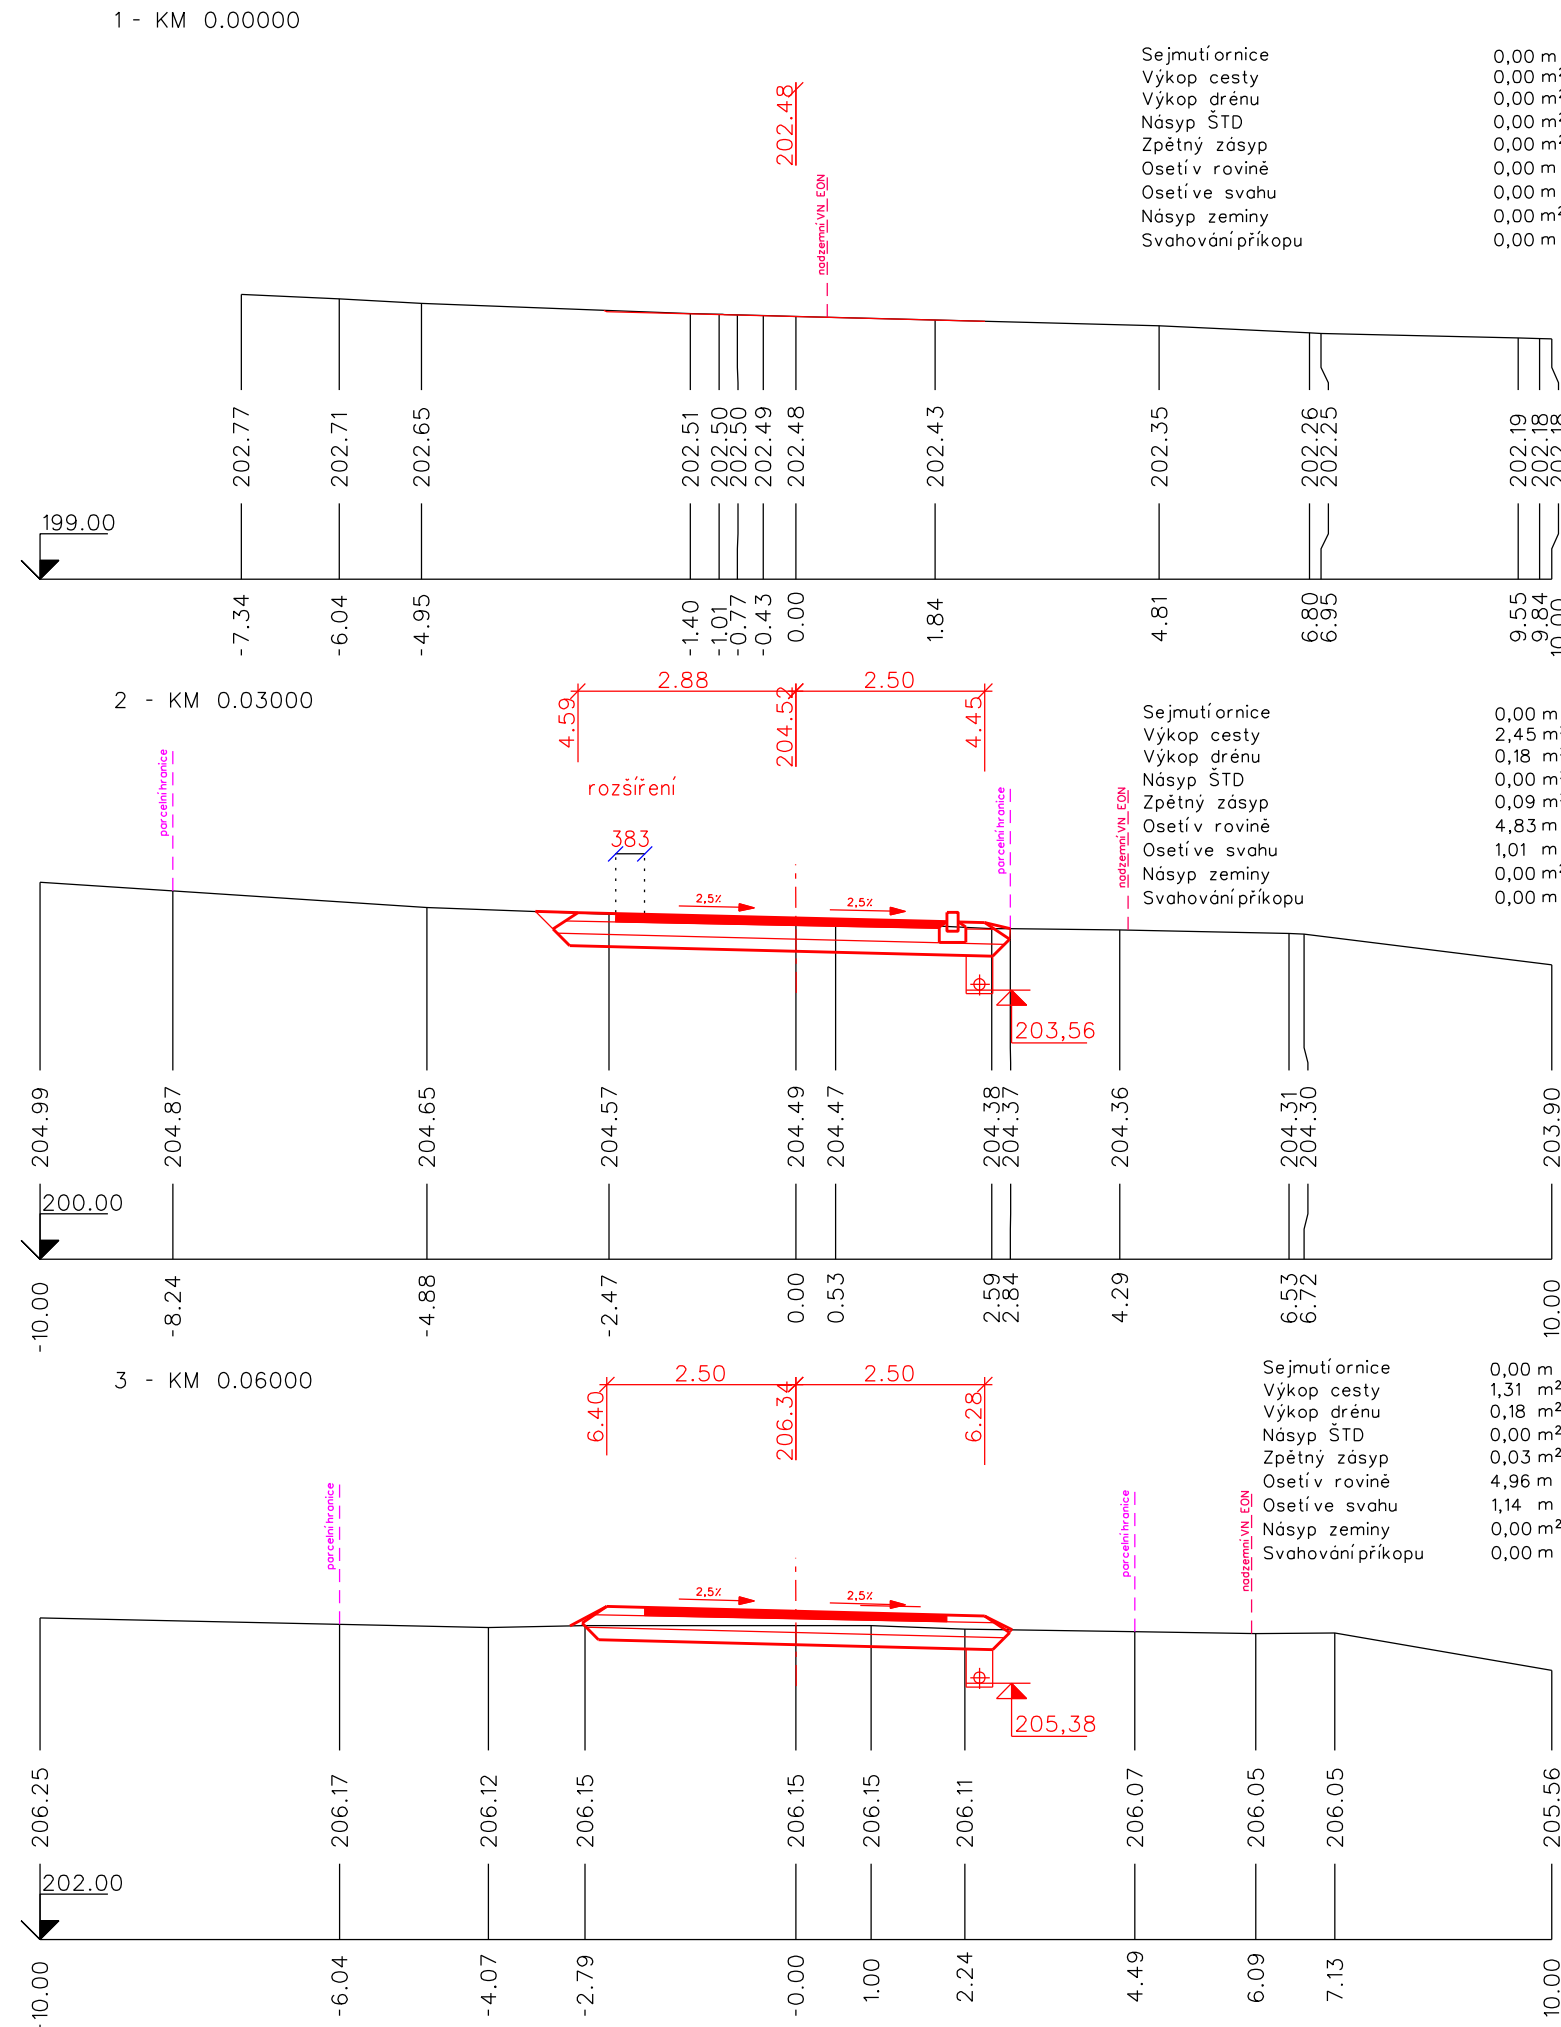 1 - KM 0.00000
Sejmutí ornice 0,00 m
Výkop cesty 0,00 m²
Výkop drénu 0,00 m²
Násyp ŠTD 0,00 m²
Zpětný zásyp 0,00 m²
Osetí v rovině 0,00 m
Osetí ve svahu 0,00 m
Násyp zeminy 0,00 m²
Svahování příkopu 0,00 m
202.48
nadzemní VN EON
202.77 202.71 202.65 202.51 202.50 202.50 202.49 202.48 202.43 202.35 202.26 202.25 202.19 202.18 202.18
199.00
-7.34 -6.04 -4.95 -1.40 -1.01 -0.77 -0.43 0.00 1.84 4.81 6.80 6.95 9.55 9.84 10.00
2 - KM 0.03000
2.88 2.50
4.59 204.52 4.45
Sejmutí ornice 0,00 m
Výkop cesty 2,45 m²
Výkop drénu 0,18 m²
Násyp ŠTD 0,00 m²
Zpětný zásyp 0,09 m²
Osetí v rovině 4,83 m
Osetí ve svahu 1,01 m
Násyp zeminy 0,00 m²
Svahování příkopu 0,00 m
parcelní hranice
rozšíření
383
parcelní hranice
nadzemní VN EON
2,5% 2,5%
203,56
204.99 204.87 204.65 204.57 204.49 204.47 204.38 204.37 204.36 204.31 204.30 203.90
200.00
-10.00 -8.24 -4.88 -2.47 0.00 0.53 2.59 2.84 4.29 6.53 6.72 10.00
3 - KM 0.06000
2.50 2.50
6.40 206.34 6.28
Sejmutí ornice 0,00 m
Výkop cesty 1,31 m²
Výkop drénu 0,18 m²
Násyp ŠTD 0,00 m²
Zpětný zásyp 0,03 m²
Osetí v rovině 4,96 m
Osetí ve svahu 1,14 m
Násyp zeminy 0,00 m²
Svahování příkopu 0,00 m
parcelní hranice
parcelní hranice
nadzemní VN EON
2,5% 2,5%
205,38
206.25 206.17 206.12 206.15 206.15 206.15 206.11 206.07 206.05 206.05 205.56
202.00
-10.00 -6.04 -4.07 -2.79 -0.00 1.00 2.24 4.49 6.09 7.13 10.00